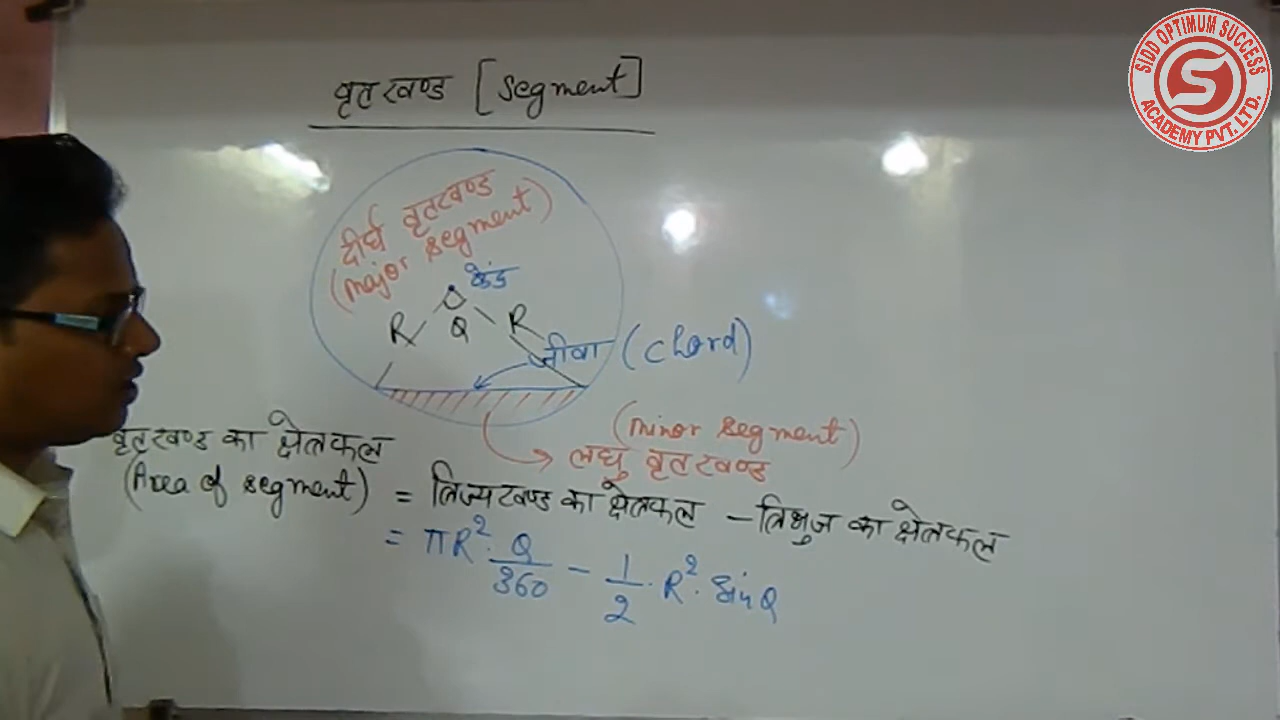 वृतखण्ड [segment]
दीर्घ वृतखण्ड
(major segment)
केंद्र
R Q R
जीवा (chord)
(minor segment)
लघु वृतखण्ड
वृतखण्ड का क्षेत्रफल
(Area of segment) = त्रिज्यखण्ड का क्षेत्रफल - त्रिभुज का क्षेत्रफल
= πR². Q/360 - 1/2 . R². sin Q
SIDD OPTIMUM SUCCESS
S
ACADEMY PVT. LTD.